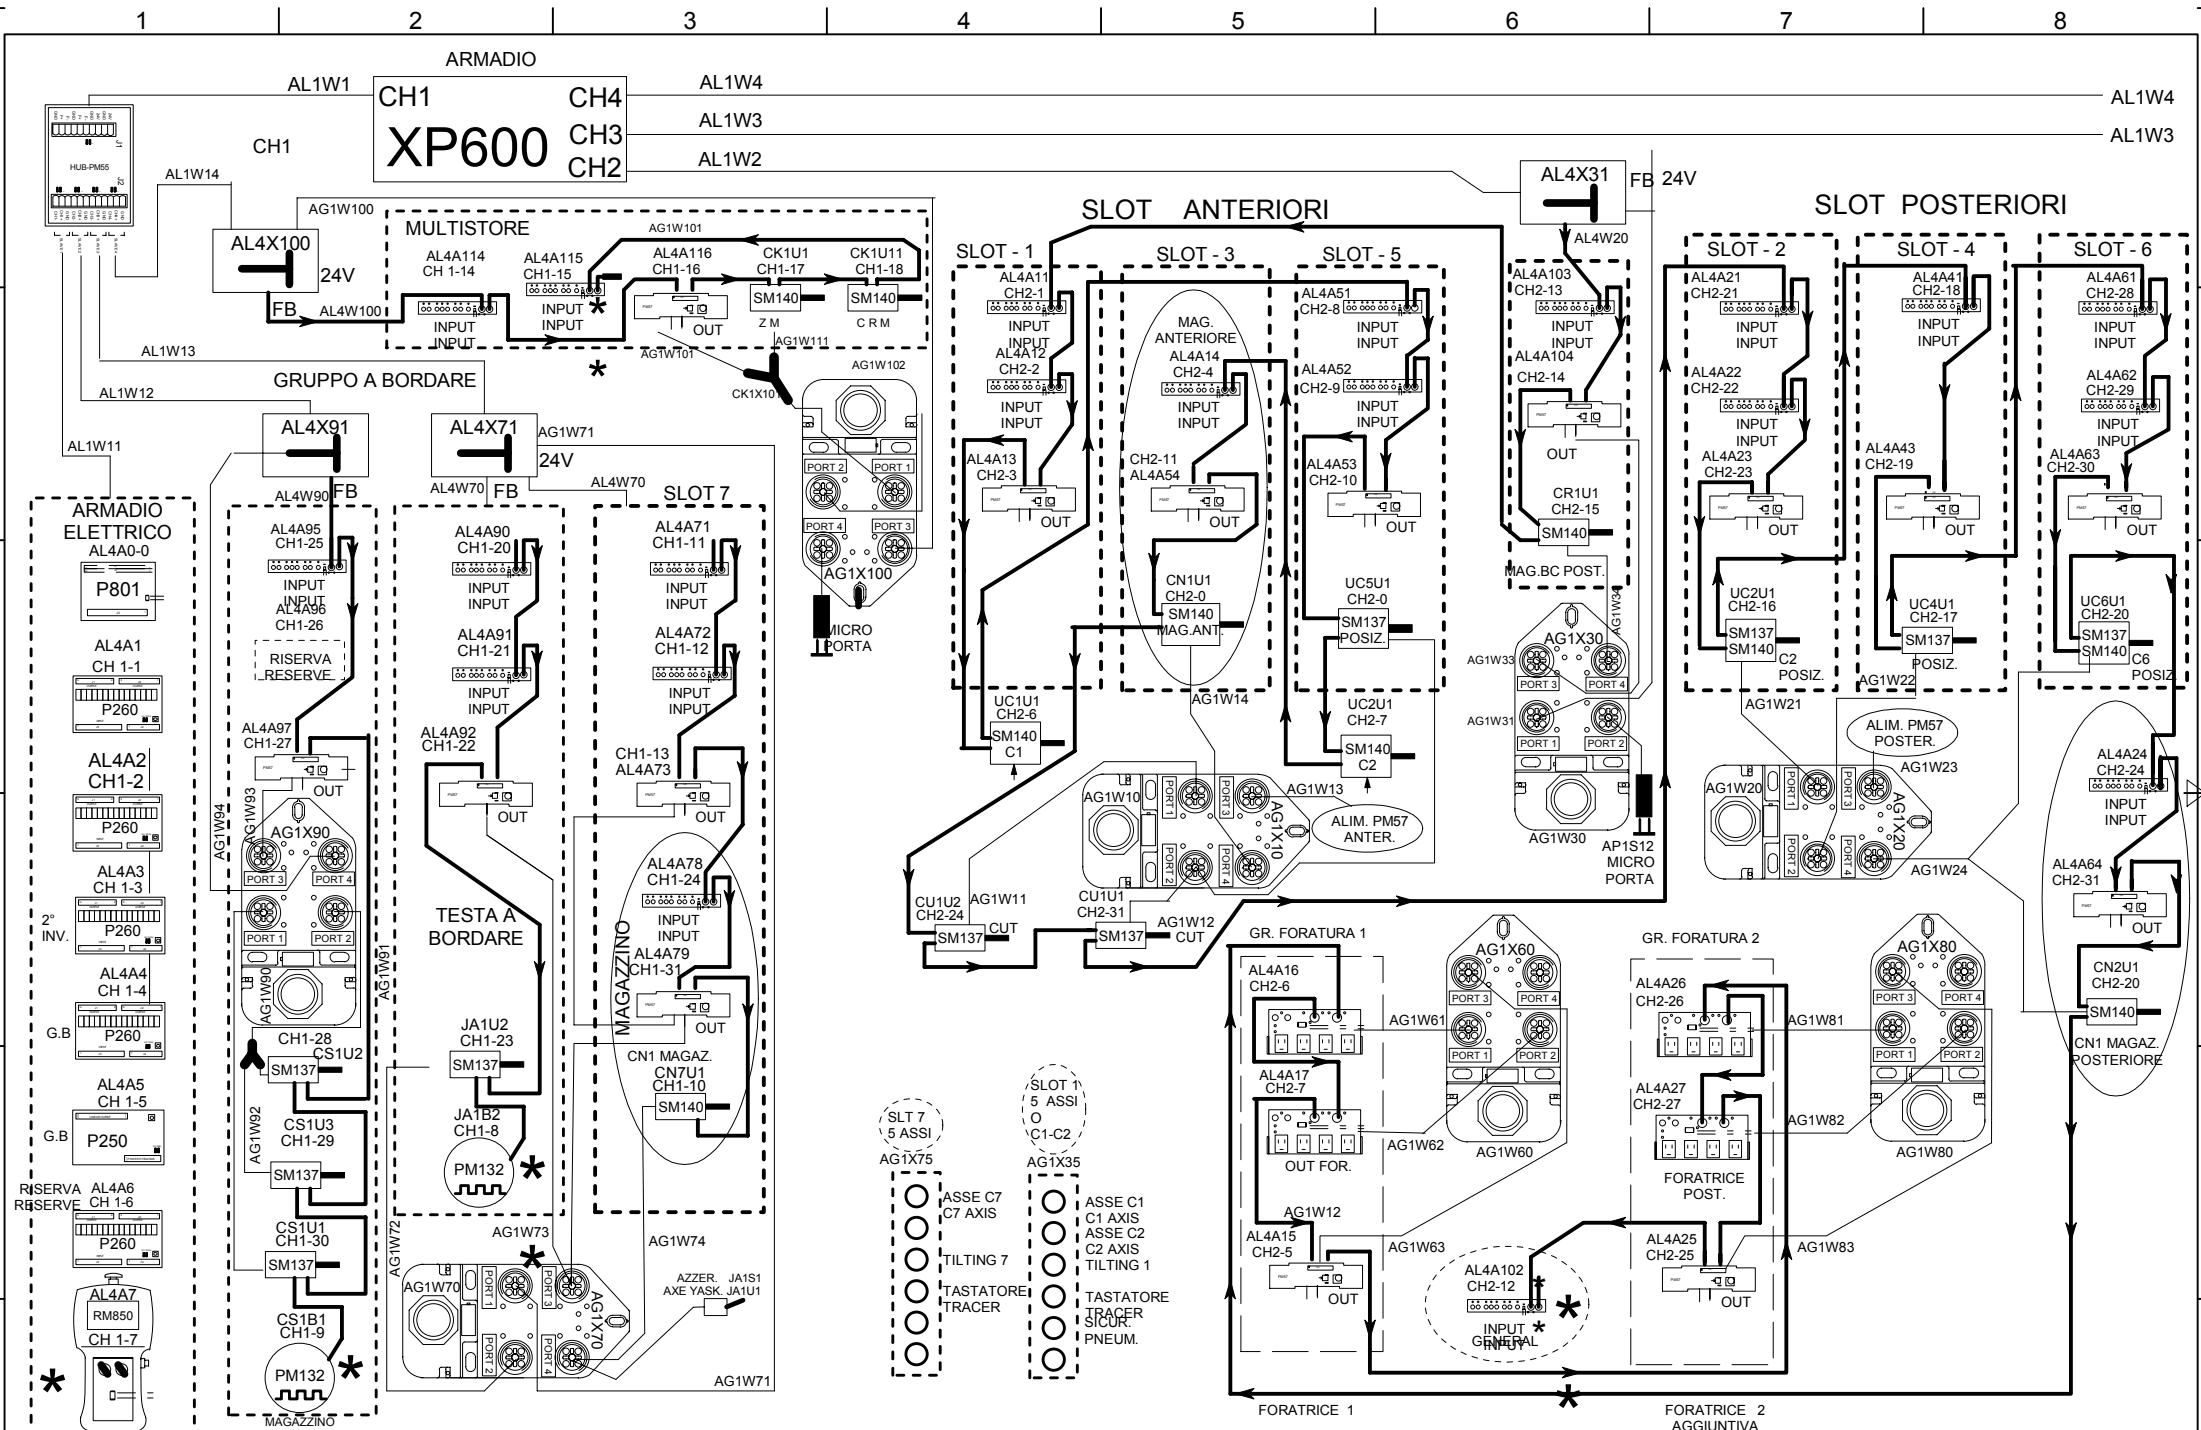 1 2 3 4 5 6 7 8
ARMADIO
AL1W1
CH1
CH4
CH3
CH2
XP600
AL1W4
AL1W3
AL1W2
AL1W4
AL1W3
CH1
J1
HUB-PM55
J2
AL1W14
AG1W100
AL4X100
24V
FB
AL4W100
AL4X31
FB 24V
AL4W20
MULTISTORE
AL4A114
CH 1-14
INPUT
INPUT
AL4A115
CH1-15
INPUT
INPUT
*
*
AG1W101
AL4A116
CH1-16
OUT
CK1U1
CH1-17
SM140
Z M
CK1U11
CH1-18
SM140
C R M
AG1W101
AG1W111
CK1X101
AG1W102
PORT 2
PORT 1
PORT 4
PORT 3
AG1X100
MICRO
PORTA
SLOT ANTERIORI
SLOT POSTERIORI
SLOT - 1
AL4A11
CH2-1
INPUT
INPUT
AL4A12
CH2-2
INPUT
INPUT
AL4A13
CH2-3
OUT
UC1U1
CH2-6
SM140
C1
SLOT - 3
MAG.
ANTERIORE
AL4A14
CH2-4
INPUT
INPUT
CH2-11
AL4A54
OUT
CN1U1
CH2-0
SM140
MAG.ANT.
AG1W14
SLOT - 5
AL4A51
CH2-8
INPUT
INPUT
AL4A52
CH2-9
INPUT
INPUT
AL4A53
CH2-10
OUT
UC5U1
CH2-0
SM137
POSIZ.
UC2U1
CH2-7
SM140
C2
AL4A103
CH2-13
INPUT
INPUT
AL4A104
CH2-14
OUT
CR1U1
CH2-15
SM140
MAG.BC POST.
AG1W34
AG1X30
AG1W33
PORT 3
PORT 4
AG1W31
PORT 1
PORT 2
AG1W30
AP1S12
MICRO
PORTA
SLOT - 2
AL4A21
CH2-21
INPUT
INPUT
AL4A22
CH2-22
INPUT
INPUT
AL4A23
CH2-23
OUT
UC2U1
CH2-16
SM137
SM140
C2
POSIZ.
AG1W21
SLOT - 4
AL4A41
CH2-18
INPUT
INPUT
AL4A43
CH2-19
OUT
UC4U1
CH2-17
SM137
POSIZ.
AG1W22
SLOT - 6
AL4A61
CH2-28
INPUT
INPUT
AL4A62
CH2-29
INPUT
INPUT
AL4A63
CH2-30
OUT
UC6U1
CH2-20
SM137
SM140
C6
POSIZ.
ALIM. PM57
POSTER.
AG1W23
AG1W20
PORT1
PORT 3
PORT 2
PORT 4
AG1X20
AG1W24
AL4A24
CH2-24
INPUT
INPUT
AL4A64
CH2-31
OUT
CN2U1
CH2-20
SM140
CN1 MAGAZ.
POSTERIORE
AL1W13
AL1W12
AL1W11
GRUPPO A BORDARE
AL4X91
FB
AL4W90
AL4X71
AG1W71
24V
FB
AL4W70
AL4W70
ARMADIO
ELETTRICO
AL4A0-0
P801
AL4A1
CH 1-1
P260
AL4A2
CH1-2
P260
AL4A3
CH 1-3
P260
2°
INV.
AL4A4
CH 1-4
P260
G.B
AL4A5
CH 1-5
P250
G.B
RISERVA
RESERVE
AL4A6
CH 1-6
P260
AL4A7
RM850
CH 1-7
*
AL4A95
CH1-25
INPUT
INPUT
AL4A96
CH1-26
RISERVA
RESERVE
AL4A97
CH1-27
OUT
AG1W94
AG1W93
AG1X90
PORT 3
PORT 4
PORT 1
PORT 2
AG1W90
AG1W91
CH1-28
CS1U2
SM137
AG1W92
CS1U3
CH1-29
SM137
CS1U1
CH1-30
SM137
CS1B1
CH1-9
PM132
*
MAGAZZINO
AL4A90
CH1-20
INPUT
INPUT
AL4A91
CH1-21
INPUT
INPUT
AL4A92
CH1-22
OUT
TESTA A
BORDARE
JA1U2
CH1-23
SM137
JA1B2
CH1-8
PM132
*
AG1W72
AG1W73
*
SLOT 7
AL4A71
CH1-11
INPUT
INPUT
AL4A72
CH1-12
INPUT
INPUT
CH1-13
AL4A73
OUT
AL4A78
CH1-24
INPUT
INPUT
MAGAZZINO
AL4A79
CH1-31
OUT
CN1 MAGAZ.
CN7U1
CH1-10
SM140
AG1W74
AG1W70
PORT1
PORT 3
PORT 2
PORT 4
AG1X70
AZZER. JA1S1
AXE YASK. JA1U1
AG1W71
AG1W10
PORT1
PORT 3
PORT 2
PORT 4
AG1X10
AG1W13
ALIM. PM57
ANTER.
CU1U2
CH2-24
SM137
CUT
AG1W11
CU1U1
CH2-31
SM137
AG1W12
CUT
SLT 7
5 ASSI
AG1X75
ASSE C7
C7 AXIS
TILTING 7
TASTATORE
TRACER
SLOT 1
5 ASSI
O
C1-C2
AG1X35
ASSE C1
C1 AXIS
ASSE C2
C2 AXIS
TILTING 1
TASTATORE
TRACER
SICUR.
PNEUM.
GR. FORATURA 1
AL4A16
CH2-6
AG1W61
AL4A17
CH2-7
OUT FOR.
AG1W62
AG1W12
AL4A15
CH2-5
OUT
AG1W63
FORATRICE 1
AG1X60
PORT 3
PORT 4
PORT 1
PORT 2
AG1W60
AL4A102
CH2-12
INPUT
INPUT
GENERAL
*
*
*
*
GR. FORATURA 2
AL4A26
CH2-26
AG1W81
AL4A27
CH2-27
FORATRICE
POST.
AG1W82
AL4A25
CH2-25
OUT
AG1W83
FORATRICE 2
AGGIUNTIVA
AG1X80
PORT 3
PORT 4
PORT 1
PORT 2
AG1W80